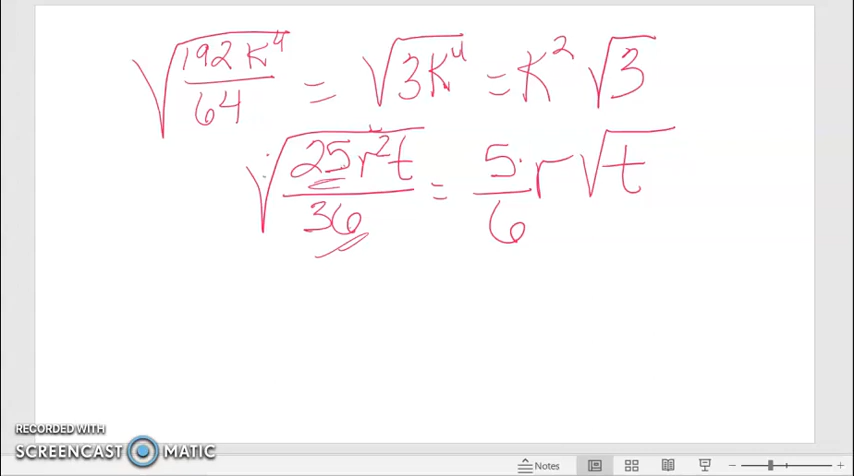 √(192K⁴/64) = √(3K⁴) = K² √3
√(25r²t/36) = 5/6 r √t
RECORDED WITH
SCREENCAST MATIC
Notes